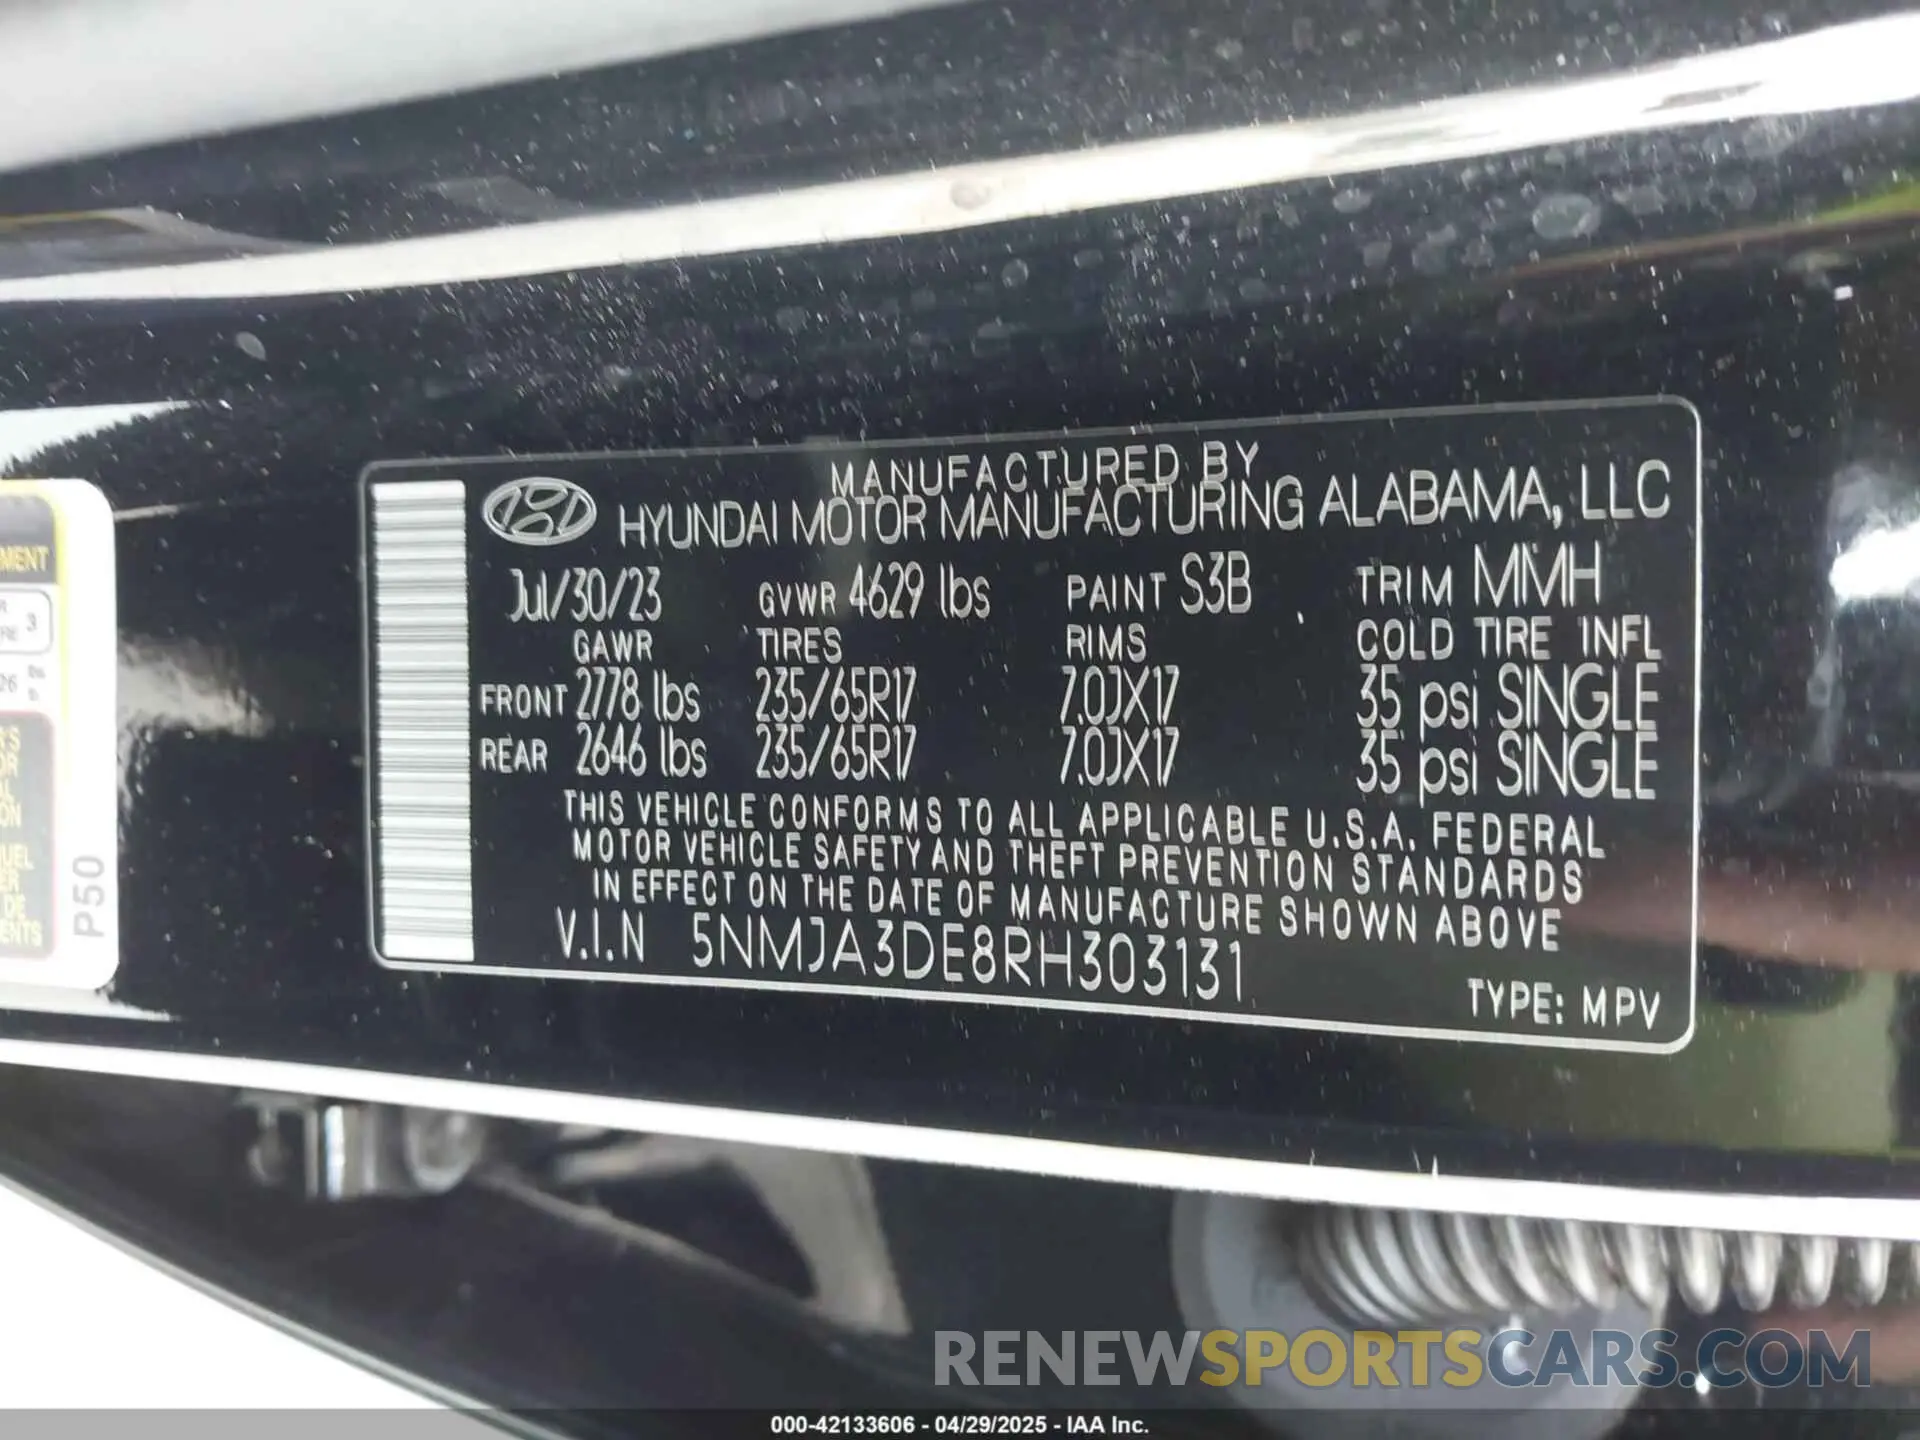 MANUFACTURED BY
HYUNDAI MOTOR MANUFACTURING ALABAMA, LLC
Jul/30/23 GVWR 4629 lbs PAINT S3B TRIM MMH
GAWR TIRES RIMS COLD TIRE INFL
FRONT 2778 lbs 235/65R17 7.0JX17 35 psi SINGLE
REAR 2646 lbs 235/65R17 7.0JX17 35 psi SINGLE
THIS VEHICLE CONFORMS TO ALL APPLICABLE U.S.A. FEDERAL
MOTOR VEHICLE SAFETY AND THEFT PREVENTION STANDARDS
IN EFFECT ON THE DATE OF MANUFACTURE SHOWN ABOVE
V.I.N 5NMJA3DE8RH303131
TYPE: MPV
P50
RENEWSPORTSCARS.COM
000-42133606 - 04/29/2025 - IAA Inc.